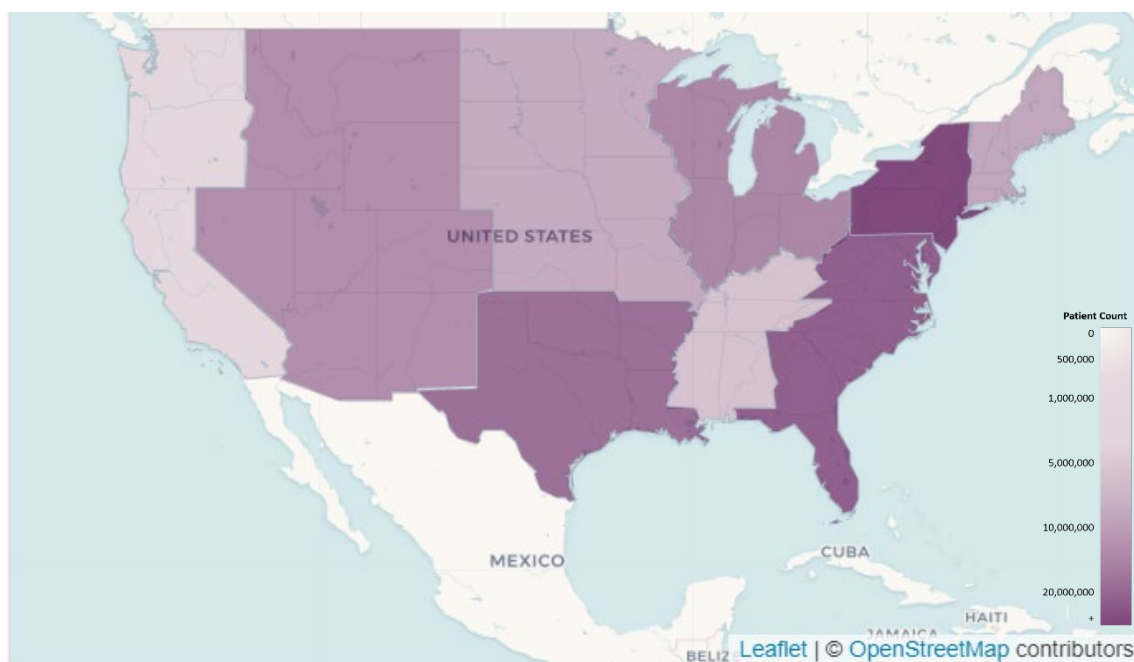 UNITED STATES
Patient Count
0
500,000
1,000,000
5,000,000
10,000,000
20,000,000
+
MEXICO
CUBA
HAITI
JAMAICA
BELIZE
Leaflet | © OpenStreetMap contributors